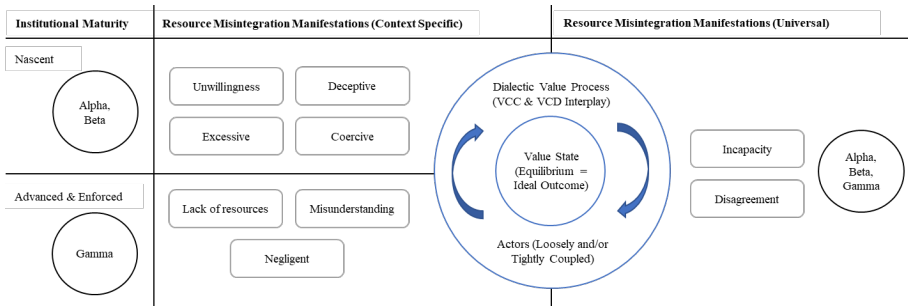 Institutional Maturity
Resource Misintegration Manifestations (Context Specific)
Resource Misintegration Manifestations (Universal)
Nascent
Alpha,
Beta
Unwillingness
Deceptive
Excessive
Coercive
Dialectic Value Process
(VCC & VCD Interplay)
Value State
(Equilibrium =
Ideal Outcome)
Actors (Loosely and/or
Tightly Coupled)
Incapacity
Disagreement
Alpha,
Beta,
Gamma
Advanced & Enforced
Gamma
Lack of resources
Misunderstanding
Negligent